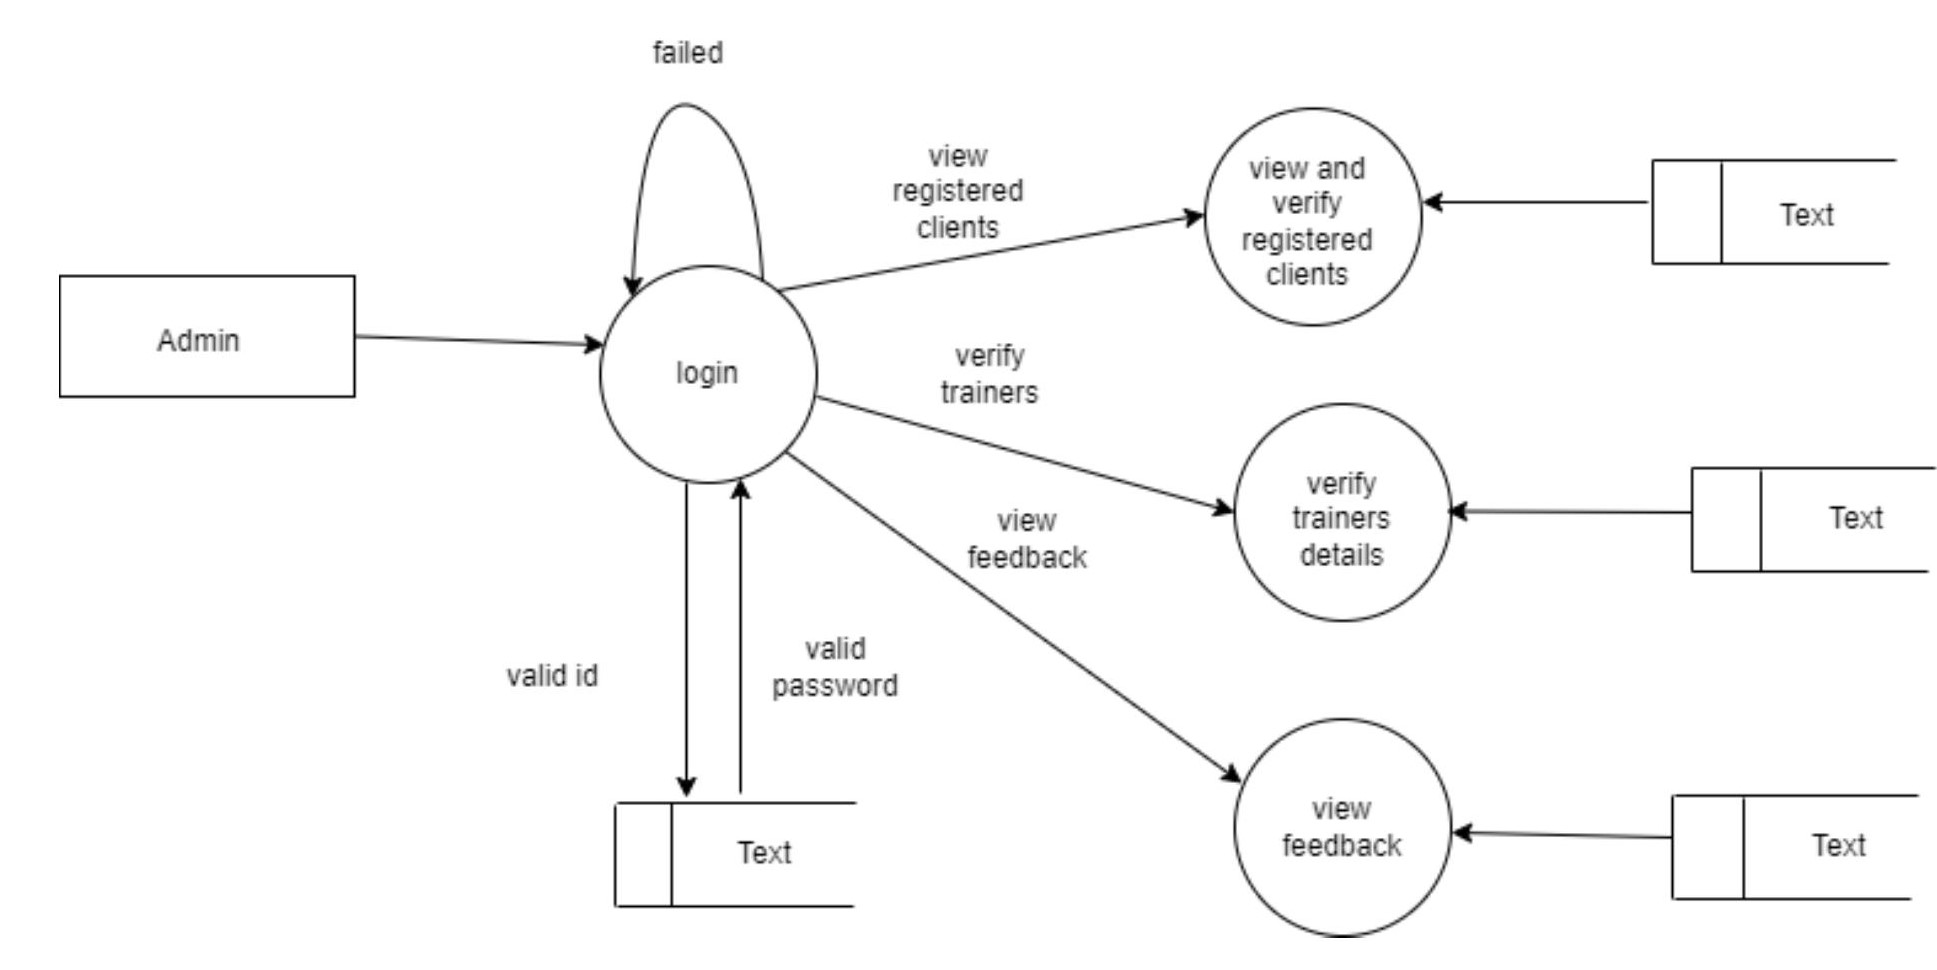 failed
view
registered
clients
view and
verify
registered
clients
Text
Admin
login
verify
trainers
verify
trainers
details
Text
view
feedback
valid id
valid
password
Text
view
feedback
Text